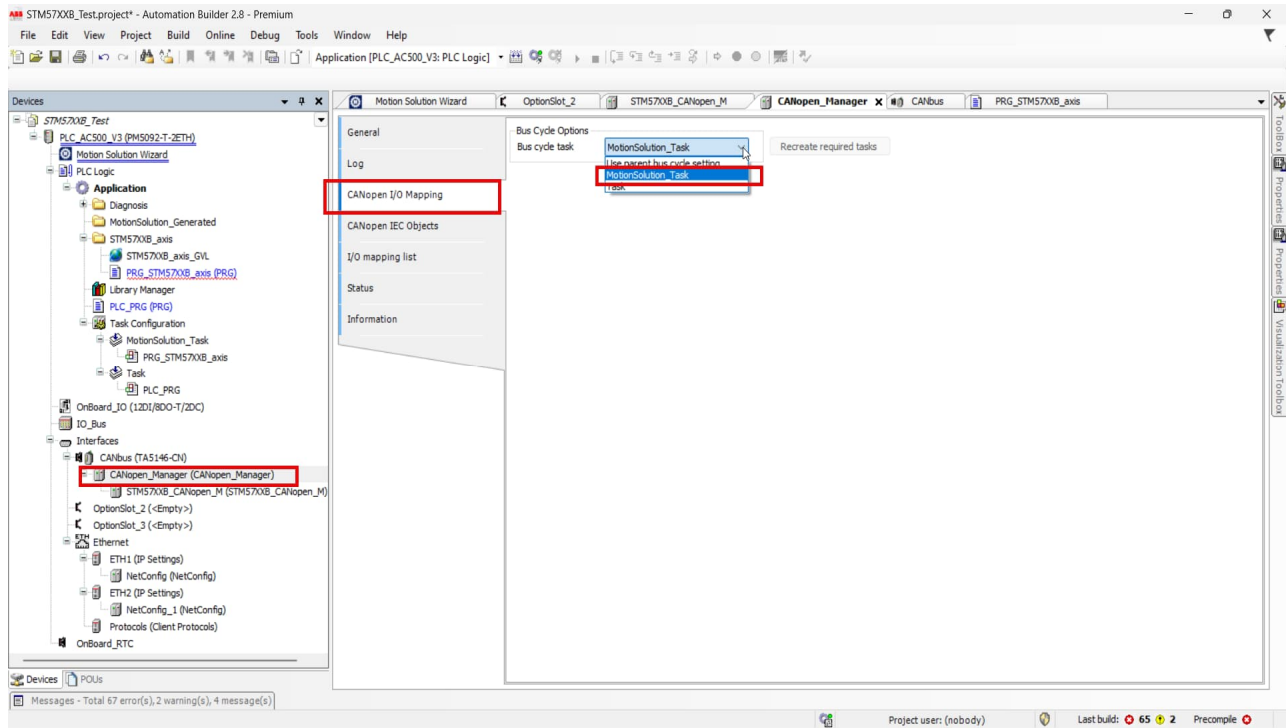 ABB STM57XXB_Test.project* - Automation Builder 2.8 - Premium
File Edit View Project Build Online Debug Tools Window Help
Application [PLC_AC500_V3: PLC Logic]
Devices
STM57XXB_Test
PLC_AC500_V3 (PM5092-T-2ETH)
Motion Solution Wizard
PLC Logic
Application
Diagnosis
MotionSolution_Generated
STM57XXB_axis
STM57XXB_axis_GVL
PRG_STM57XXB_axis (PRG)
Library Manager
PLC_PRG (PRG)
Task Configuration
MotionSolution_Task
PRG_STM57XXB_axis
Task
PLC_PRG
OnBoard_IO (12DI/8DO-T/2DC)
IO_Bus
Interfaces
CANbus (TA5146-CN)
CANopen_Manager (CANopen_Manager)
STM57XXB_CANopen_M (STM57XXB_CANopen_M)
OptionSlot_2 (<Empty>)
OptionSlot_3 (<Empty>)
Ethernet
ETH1 (IP Settings)
NetConfig (NetConfig)
ETH2 (IP Settings)
NetConfig_1 (NetConfig)
Protocols (Client Protocols)
OnBoard_RTC
Devices POUs
Motion Solution Wizard OptionSlot_2 STM57XXB_CANopen_M CANopen_Manager CANbus PRG_STM57XXB_axis
General
Log
CANopen I/O Mapping
CANopen IEC Objects
I/O mapping list
Status
Information
Bus Cycle Options
Bus cycle task MotionSolution_Task Recreate required tasks
Use parent bus cycle setting
MotionSolution_Task
Task
ToolBox
Properties
Properties
Visualization Toolbox
Messages - Total 67 error(s), 2 warning(s), 4 message(s)
Project user: (nobody) Last build: 65 2 Precompile